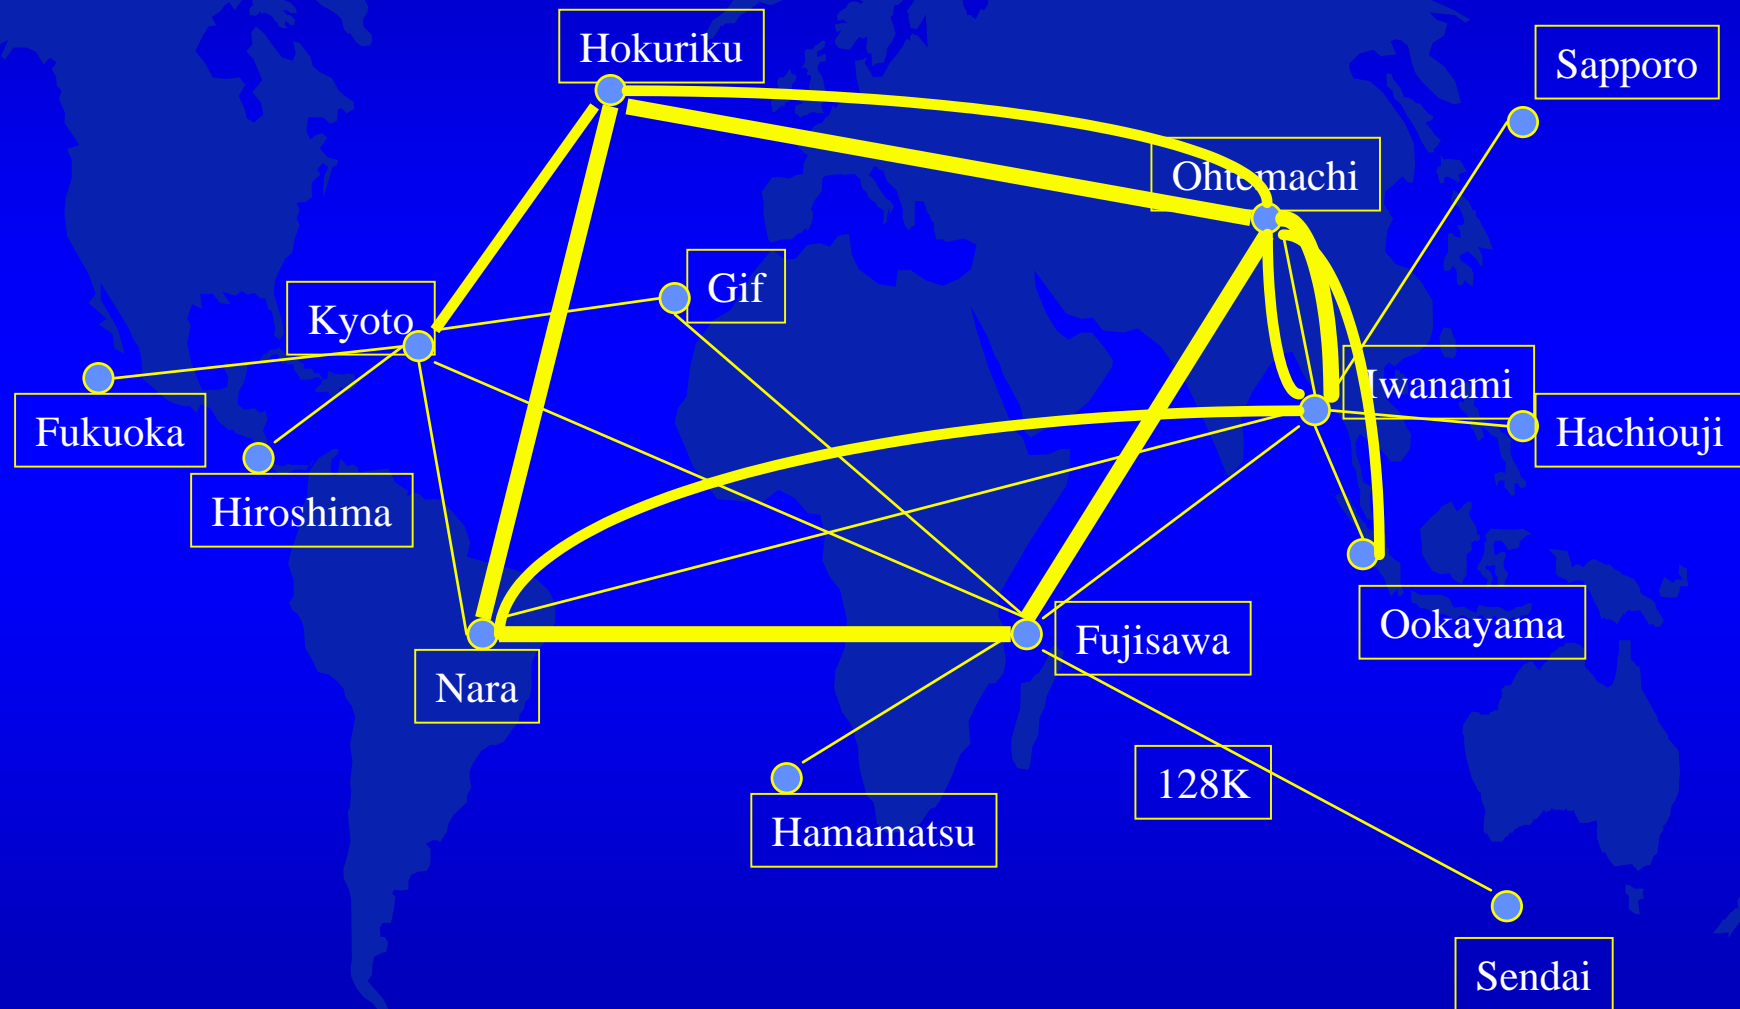 Hokuriku
Sapporo
Ohtemachi
Gif
Kyoto
Iwanami
Fukuoka
Hachiouji
Hiroshima
Ookayama
Fujisawa
Nara
128K
Hamamatsu
Sendai